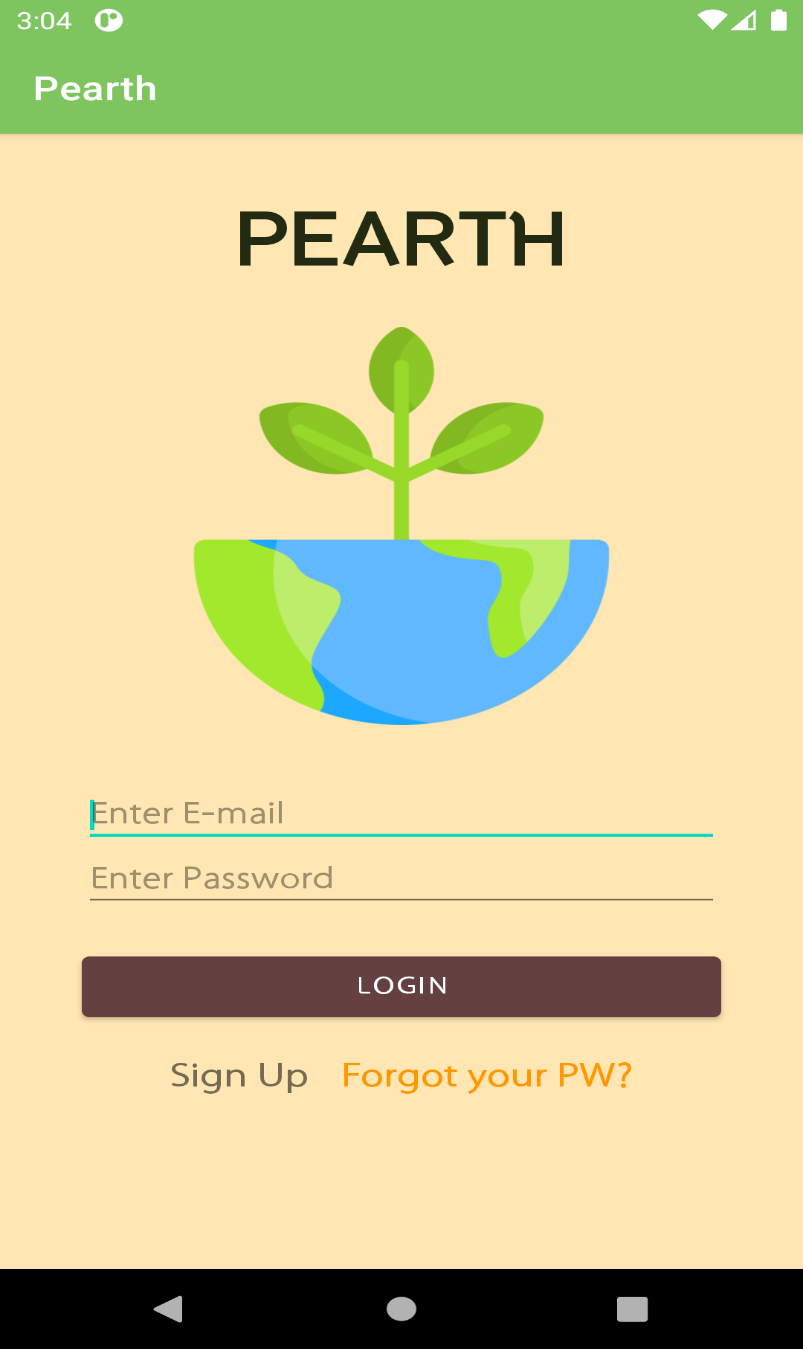 3:04
Pearth
PEARTH
Enter E-mail
Enter Password
LOGIN
Sign Up Forgot your PW?